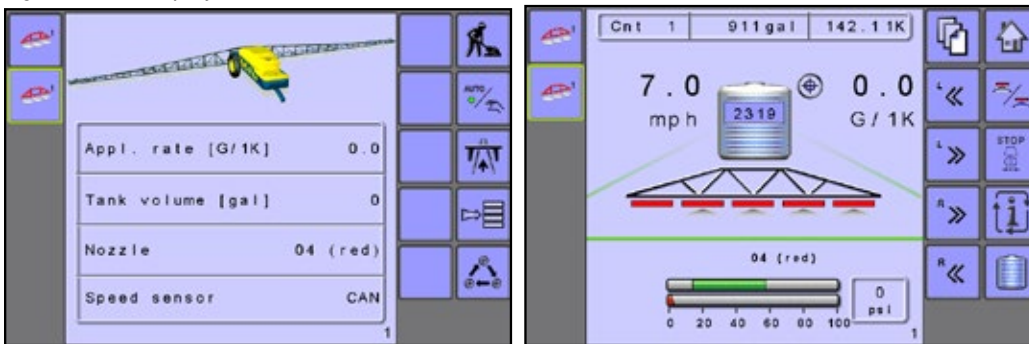 AUTO
Appl. rate [G/1K] 0.0
Tank volume [gal] 0
Nozzle 04 (red)
Speed sensor CAN
1
Cnt 1 911gal 142.11K
7.0 0.0
mph G/1K
2319
04 (red)
0
psi
0 20 40 60 80 100
1
L
STOP
L
R
i
R